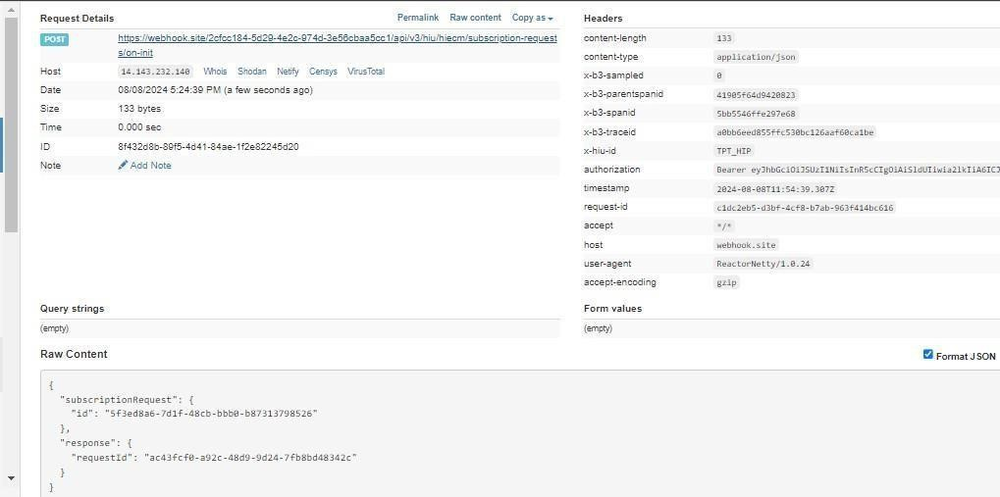 Request Details Permalink Raw content Copy as
POST https://webhook.site/2cfcc184-5d29-4e2c-974d-3e56cbaa5cc1/api/v3/hiu/hiecm/subscription-request
s/on-init
Host 14.143.232.140 Whois Shodan Netify Censys VirusTotal
Date 08/08/2024 5:24:39 PM (a few seconds ago)
Size 133 bytes
Time 0.000 sec
ID 8f432d8b-89f5-4d41-84ae-1f2e82245d20
Note Add Note
Headers
content-length 133
content-type application/json
x-b3-sampled 0
x-b3-parentspanid 41905f64d9420823
x-b3-spanid 5bb5546ffe297e68
x-b3-traceid a0bb6eed855ffc530bc126aaf60ca1be
x-hiu-id TPT_HIP
authorization Bearer eyJhbGciOiJSUzI1NiIsInR5cCIgOiAiSldUIiwia2lkIiA6ICJ
timestamp 2024-08-08T11:54:39.307Z
request-id c1dc2eb5-d3bf-4cf8-b7ab-963f414bc616
accept */*
host webhook.site
user-agent ReactorNetty/1.0.24
accept-encoding gzip
Query strings
(empty)
Form values
(empty)
Raw Content Format JSON
{
"subscriptionRequest": {
"id": "5f3ed8a6-7d1f-48cb-bbb0-b87313798526"
},
"response": {
"requestId": "ac43fcf0-a92c-48d9-9d24-7fb8bd48342c"
}
}